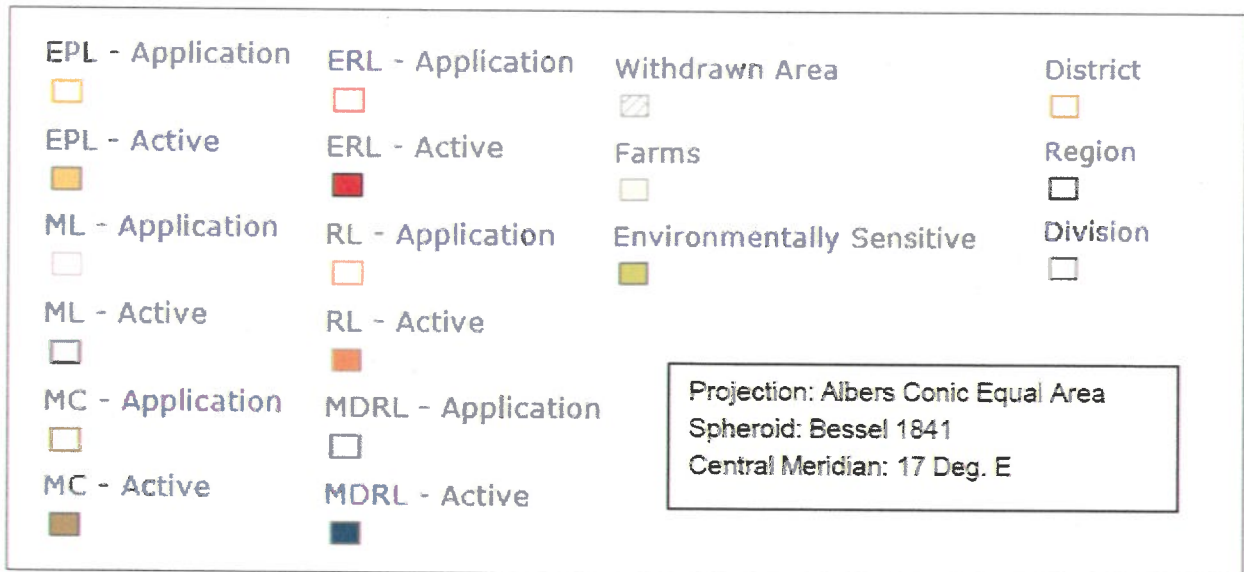 EPL - Application
EPL - Active
ML - Application
ML - Active
MC - Application
MC - Active
ERL - Application
ERL - Active
RL - Application
RL - Active
MDRL - Application
MDRL - Active
Withdrawn Area
Farms
Environmentally Sensitive
District
Region
Division
Projection: Albers Conic Equal Area
Spheroid: Bessel 1841
Central Meridian: 17 Deg. E